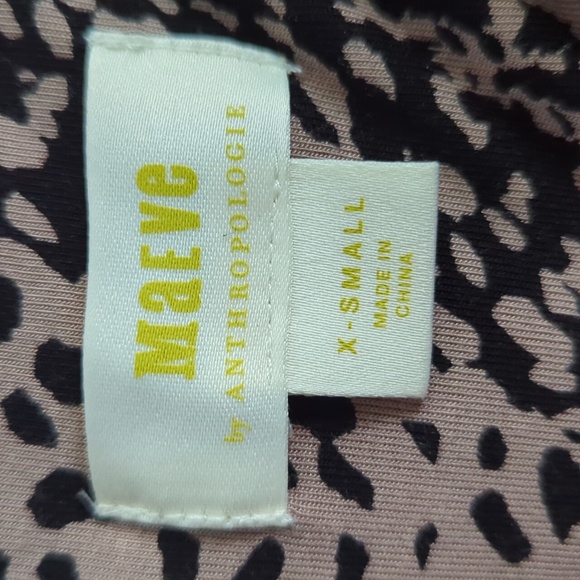 Maeve
by ANTHROPOLOGIE
X-SMALL
MADE IN
CHINA